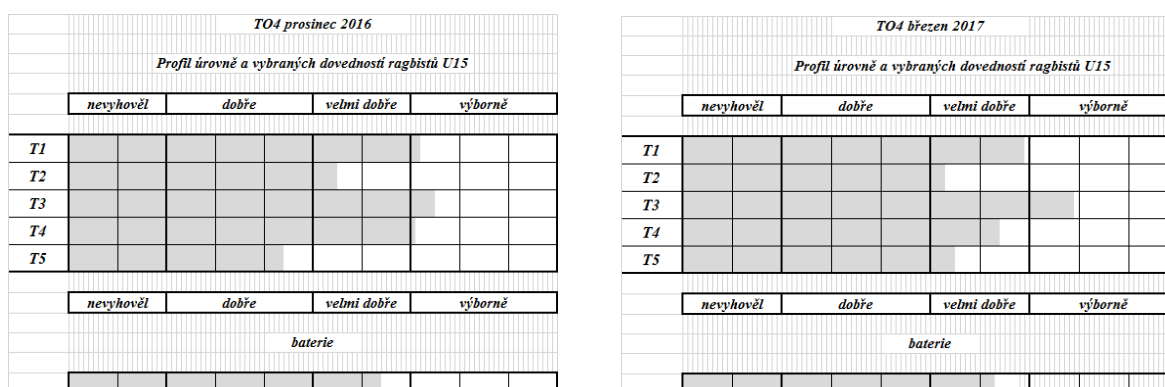 TO4 prosinec 2016
Profil úrovně a vybraných dovedností ragbistů U15
nevyhověl dobře velmi dobře výborně
T1
T2
T3
T4
T5
nevyhověl dobře velmi dobře výborně
baterie
TO4 březen 2017
Profil úrovně a vybraných dovedností ragbistů U15
nevyhověl dobře velmi dobře výborně
T1
T2
T3
T4
T5
nevyhověl dobře velmi dobře výborně
baterie